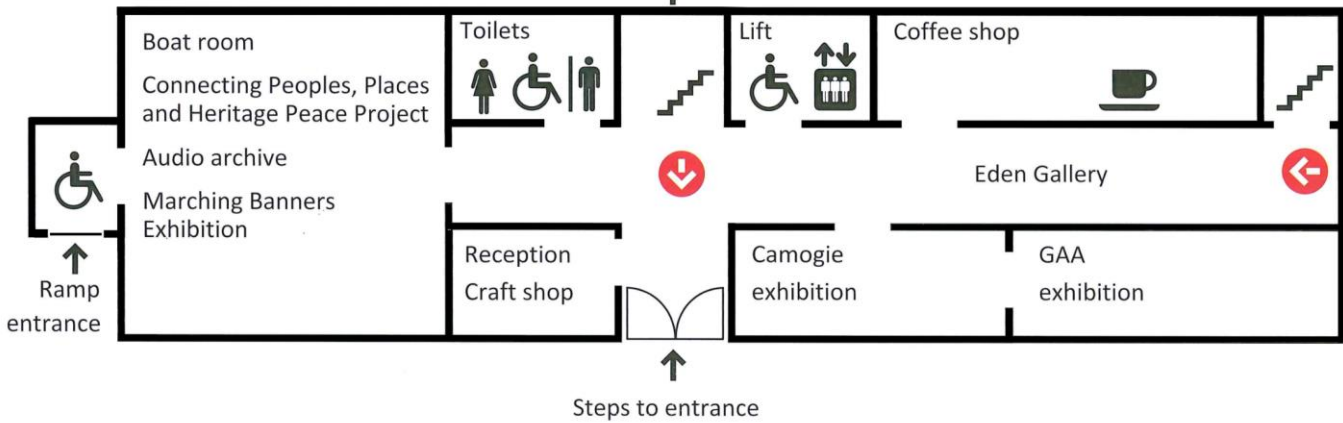 Boat room
Connecting Peoples, Places
and Heritage Peace Project
Audio archive
Marching Banners
Exhibition
Toilets
Lift
Coffee shop
Eden Gallery
Ramp
entrance
Reception
Craft shop
Camogie
exhibition
GAA
exhibition
Steps to entrance